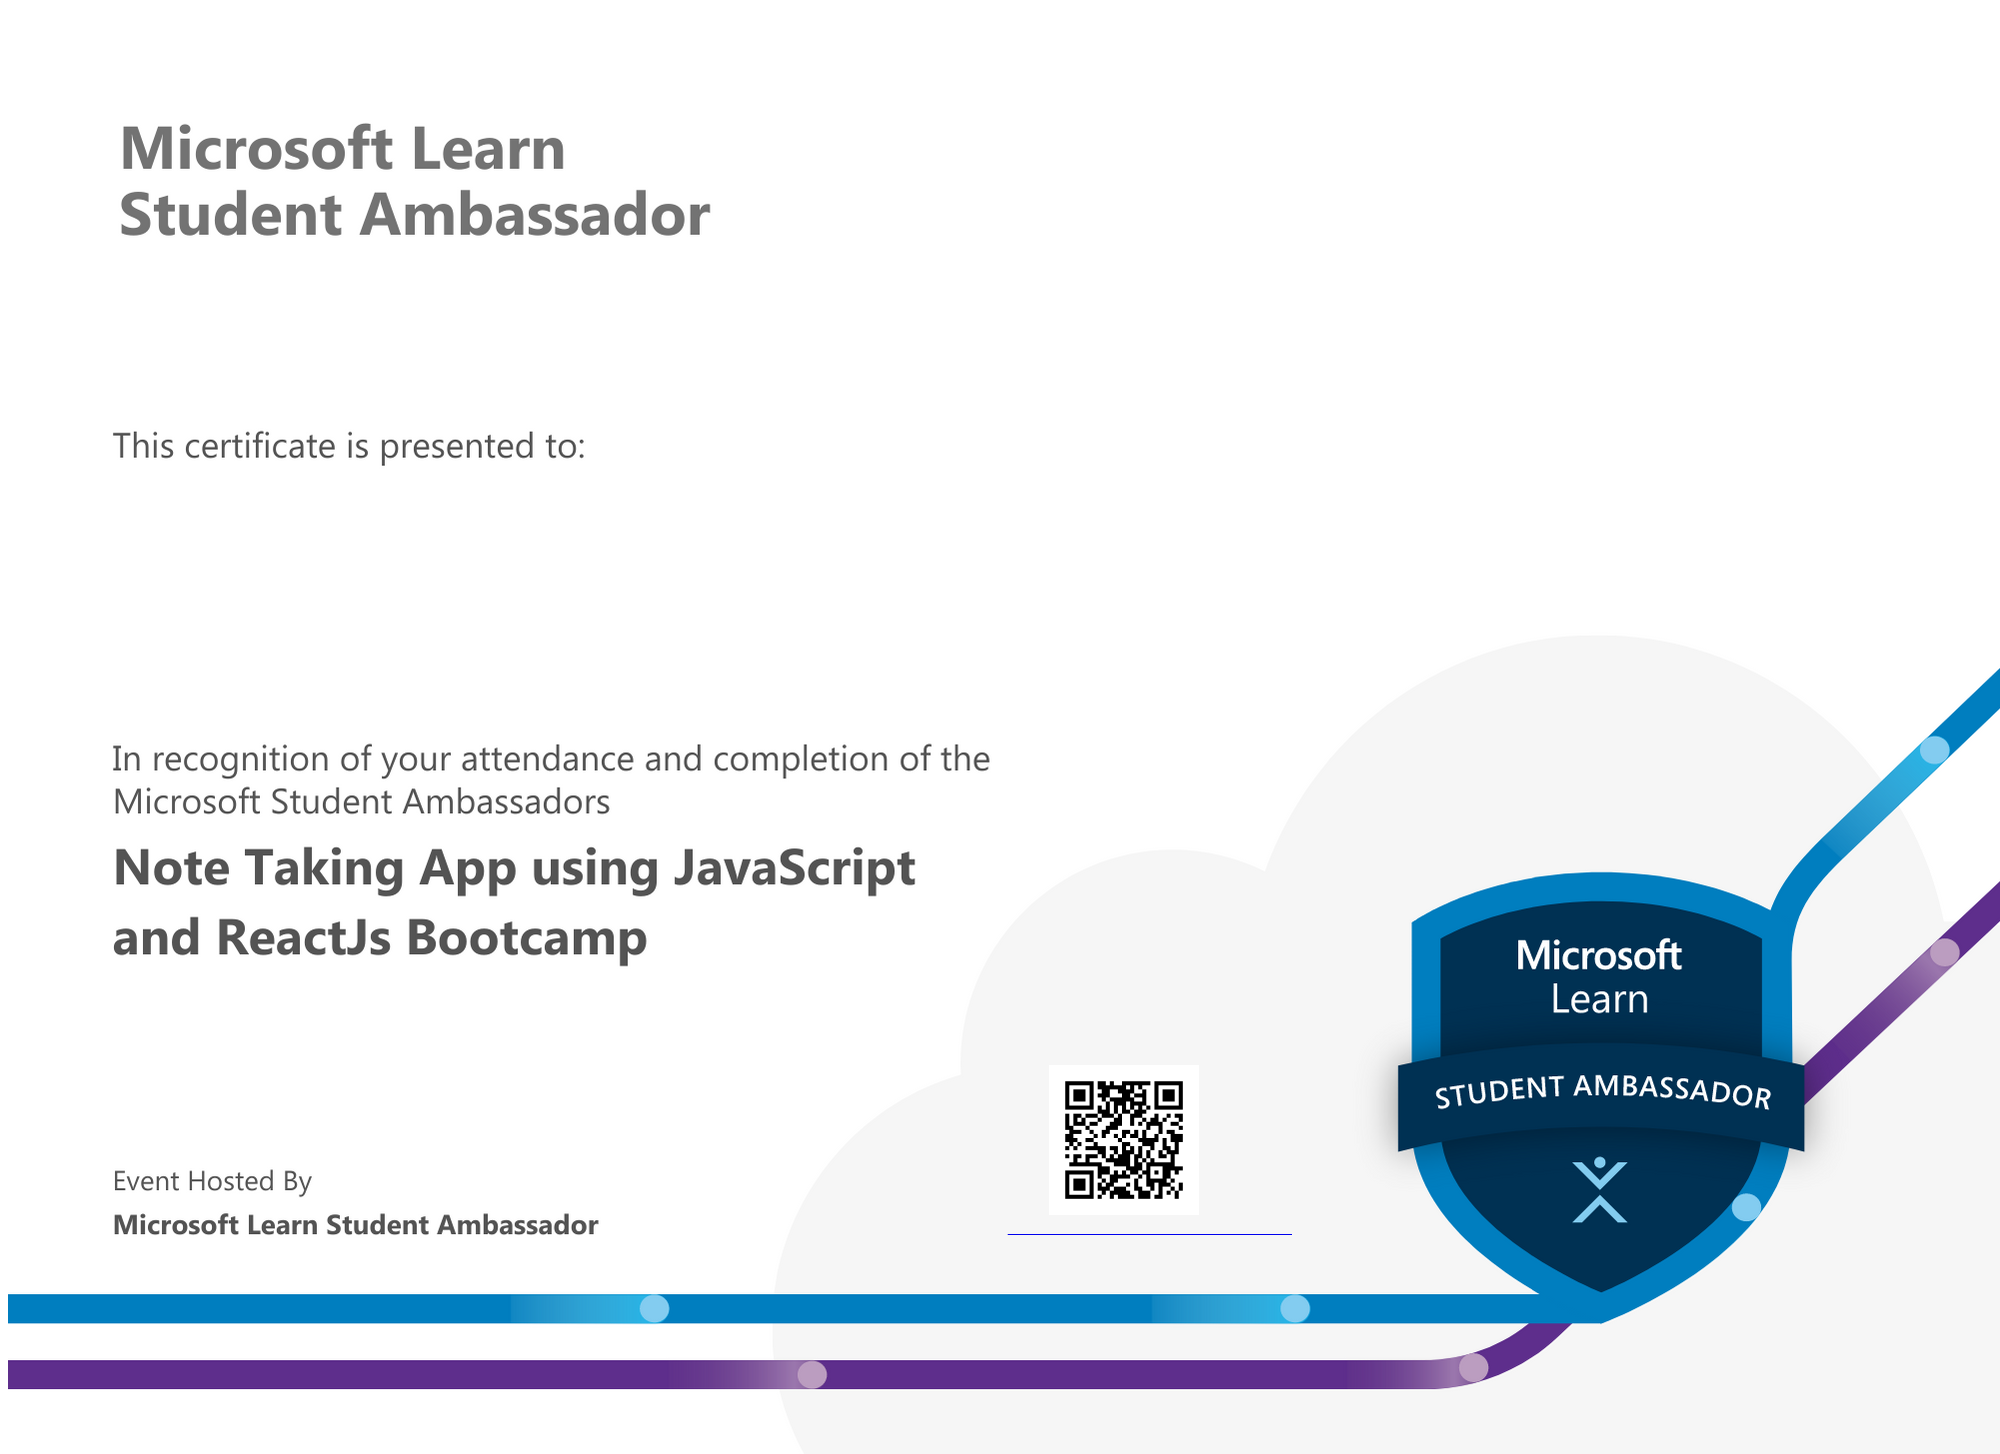 Microsoft Learn
Student Ambassador
This certificate is presented to:
In recognition of your attendance and completion of the
Microsoft Student Ambassadors
Note Taking App using JavaScript
and ReactJs Bootcamp
Event Hosted By
Microsoft Learn Student Ambassador
Microsoft
Learn
STUDENT AMBASSADOR